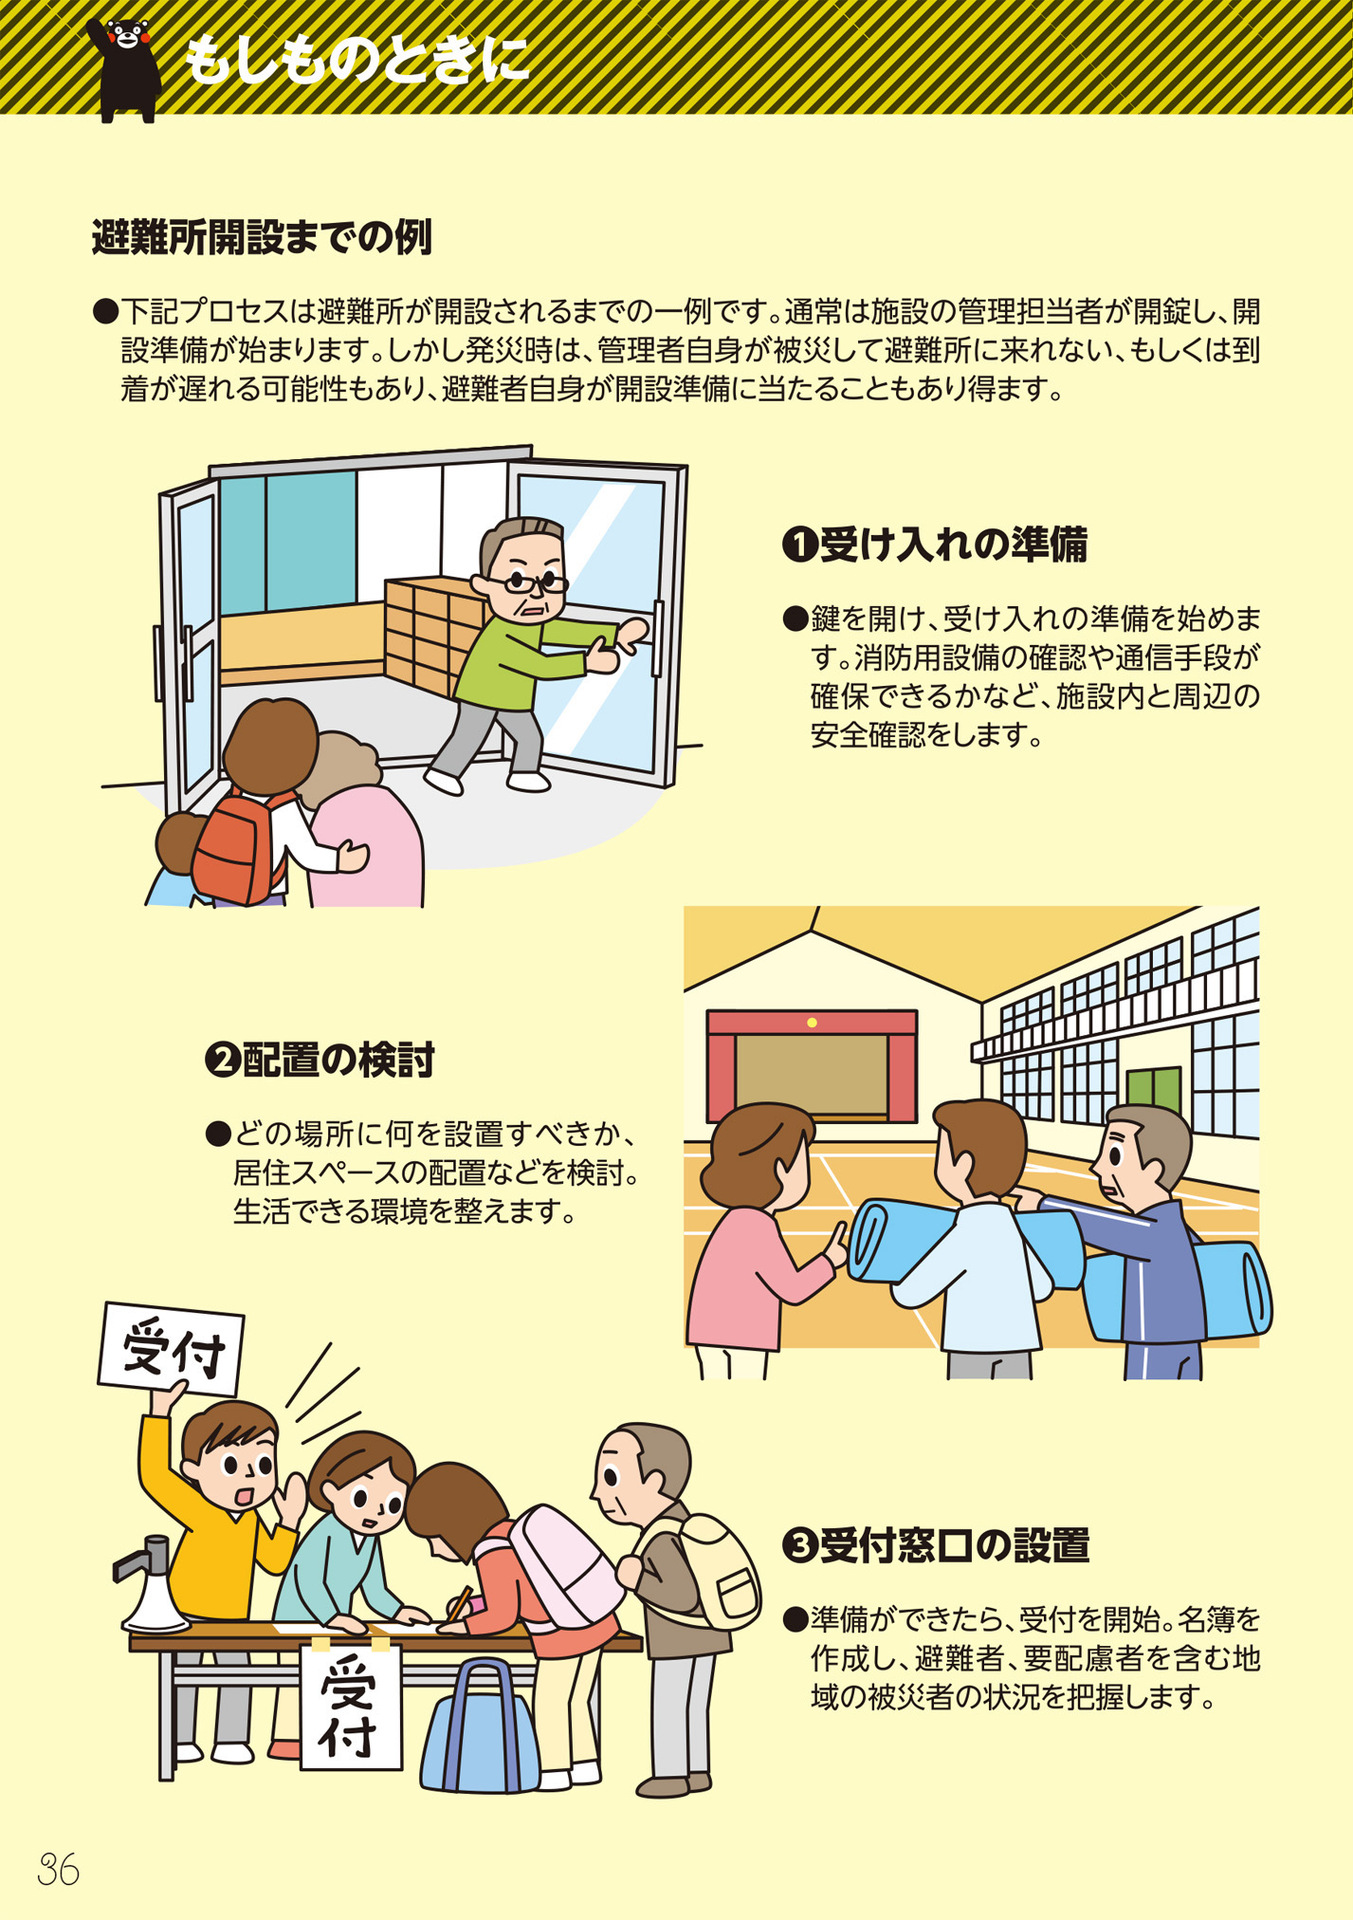 もしものときに
避難所開設までの例
●下記プロセスは避難所が開設されるまでの一例です。通常は施設の管理担当者が開錠し、開
設準備が始まります。しかし発災時は、管理者自身が被災して避難所に来れない、もしくは到
着が遅れる可能性もあり、避難者自身が開設準備に当たることもあり得ます。
❶受け入れの準備
●鍵を開け、受け入れの準備を始めま
す。消防用設備の確認や通信手段が
確保できるかなど、施設内と周辺の
安全確認をします。
❷配置の検討
●どの場所に何を設置すべきか、
居住スペースの配置などを検討。
生活できる環境を整えます。
受付
受
付
❸受付窓口の設置
●準備ができたら、受付を開始。名簿を
作成し、避難者、要配慮者を含む地
域の被災者の状況を把握します。
36